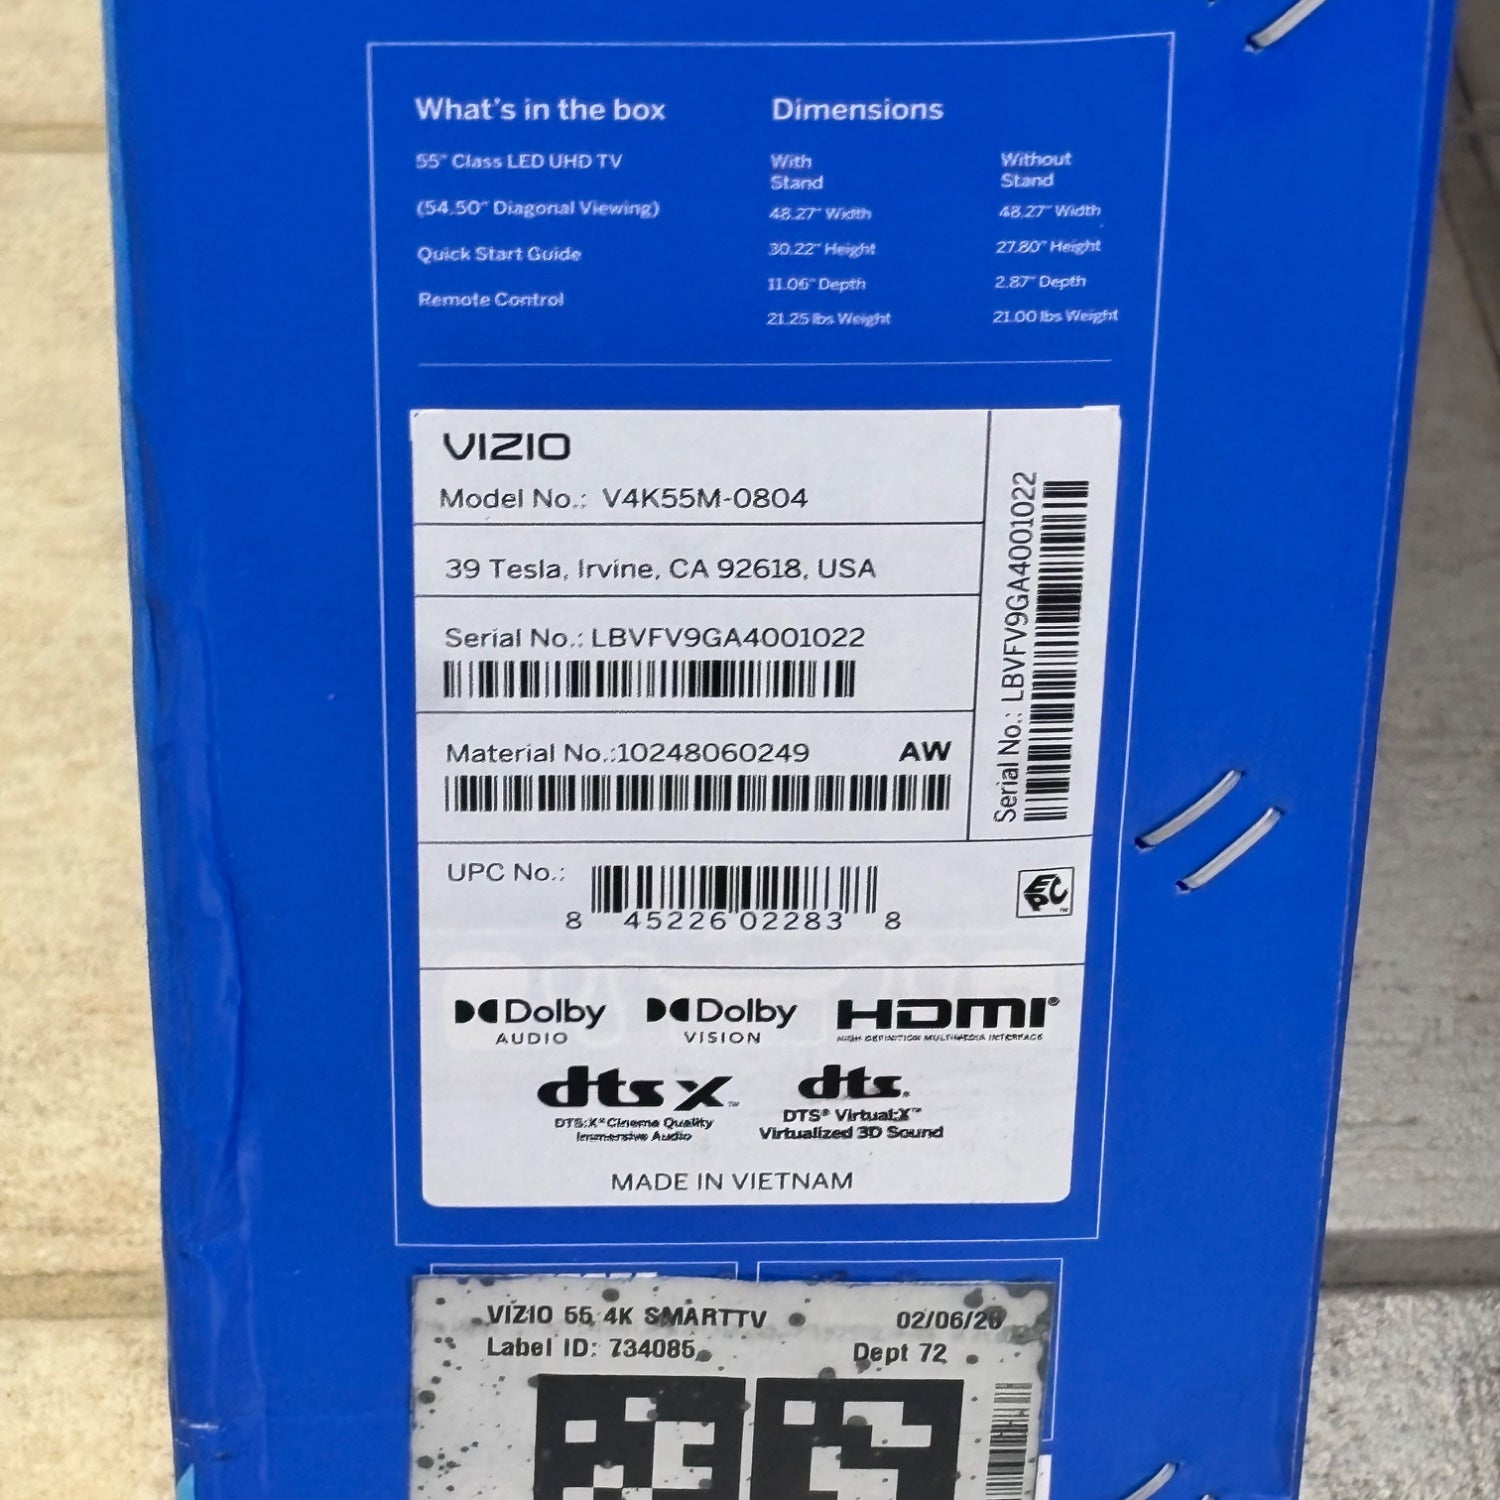 What's in the box
55" Class LED UHD TV
(54.50" Diagonal Viewing)
Quick Start Guide
Remote Control
Dimensions
With
Stand
48.27" Width
30.22" Height
11.06" Depth
21.25 lbs Weight
Without
Stand
48.27" Width
27.80" Height
2.87" Depth
21.00 lbs Weight
VIZIO
Model No.: V4K55M-0804
39 Tesla, Irvine, CA 92618, USA
Serial No.: LBVFV9GA4001022
Serial No.: LBVFV9GA4001022
Material No.:10248060249 AW
UPC No.:
8 45226 02283 8
EPC™
Dolby AUDIO
Dolby VISION
HDMI®
HIGH-DEFINITION MULTIMEDIA INTERFACE
dts X™
DTS:X® Cinema Quality
Immersive Audio
dts.
DTS® Virtual:X™
Virtualized 3D Sound
MADE IN VIETNAM
VIZIO 55 4K SMARTTV 02/06/26
Label ID: 734085 Dept 72